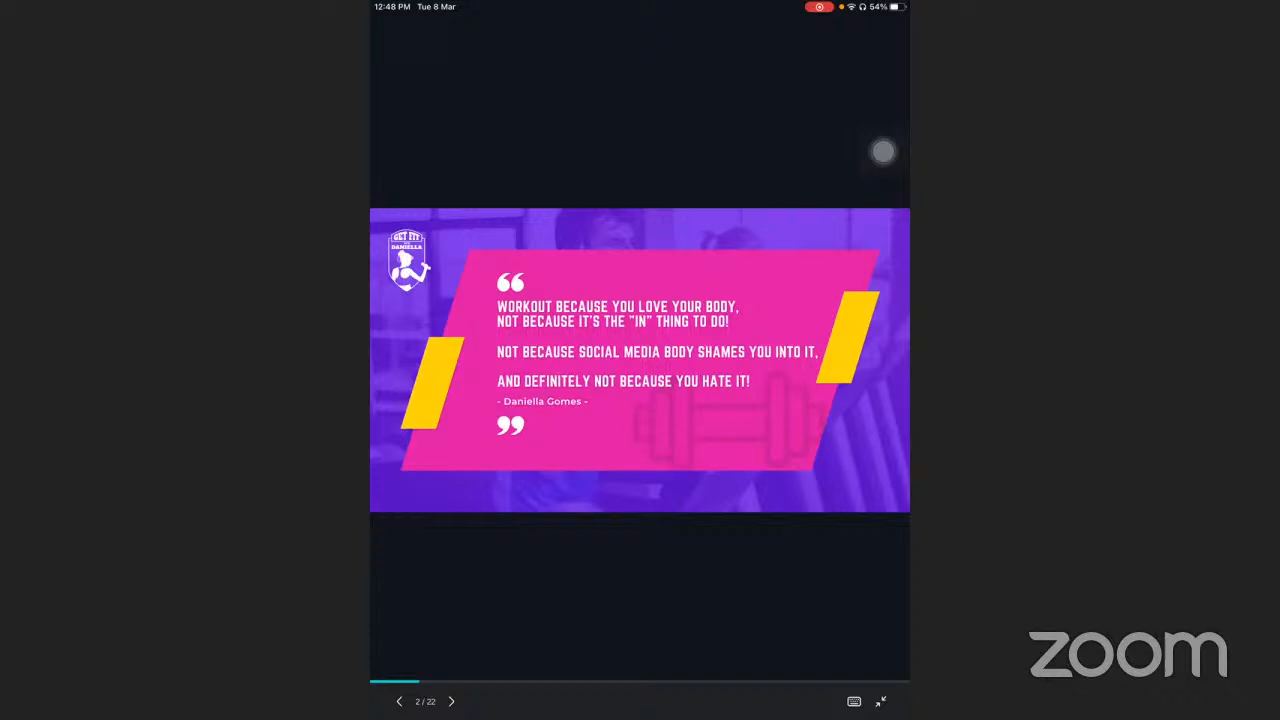 12:48 PM Tue 8 Mar
54%
GET FIT
DANIELLA
WORKOUT BECAUSE YOU LOVE YOUR BODY,
NOT BECAUSE IT'S THE "IN" THING TO DO!
NOT BECAUSE SOCIAL MEDIA BODY SHAMES YOU INTO IT,
AND DEFINITELY NOT BECAUSE YOU HATE IT!
- Daniella Gomes -
2 / 22
zoom